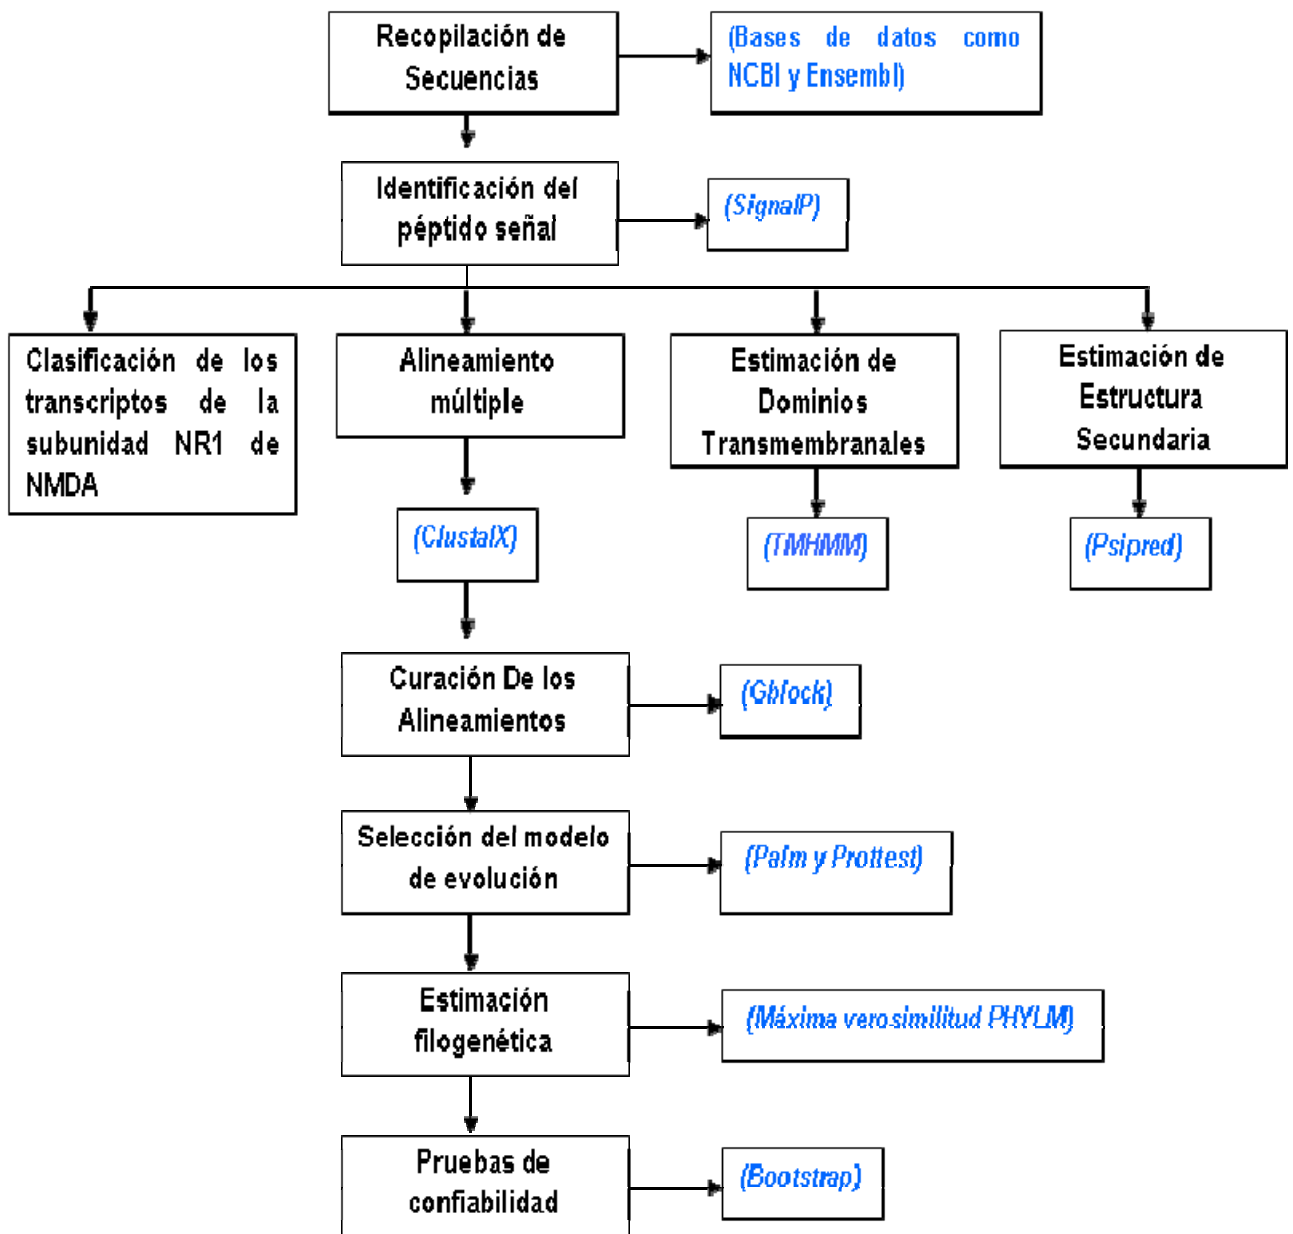 Recopilación de
Secuencias
(Bases de datos como
NCBI y Ensembl)
Identificación del
péptido señal
(SignalP)
Clasificación de los
transcriptos de la
subunidad NR1 de
NMDA
Alineamiento
múltiple
Estimación de
Dominios
Transmembranales
Estimación de
Estructura
Secundaria
(ClustalX)
(TMHMM)
(Psipred)
Curación De los
Alineamientos
(Gblock)
Selección del modelo
de evolución
(Palm y Prottest)
Estimación
filogenética
(Máxima verosimilitud PHYLM)
Pruebas de
confiabilidad
(Bootstrap)